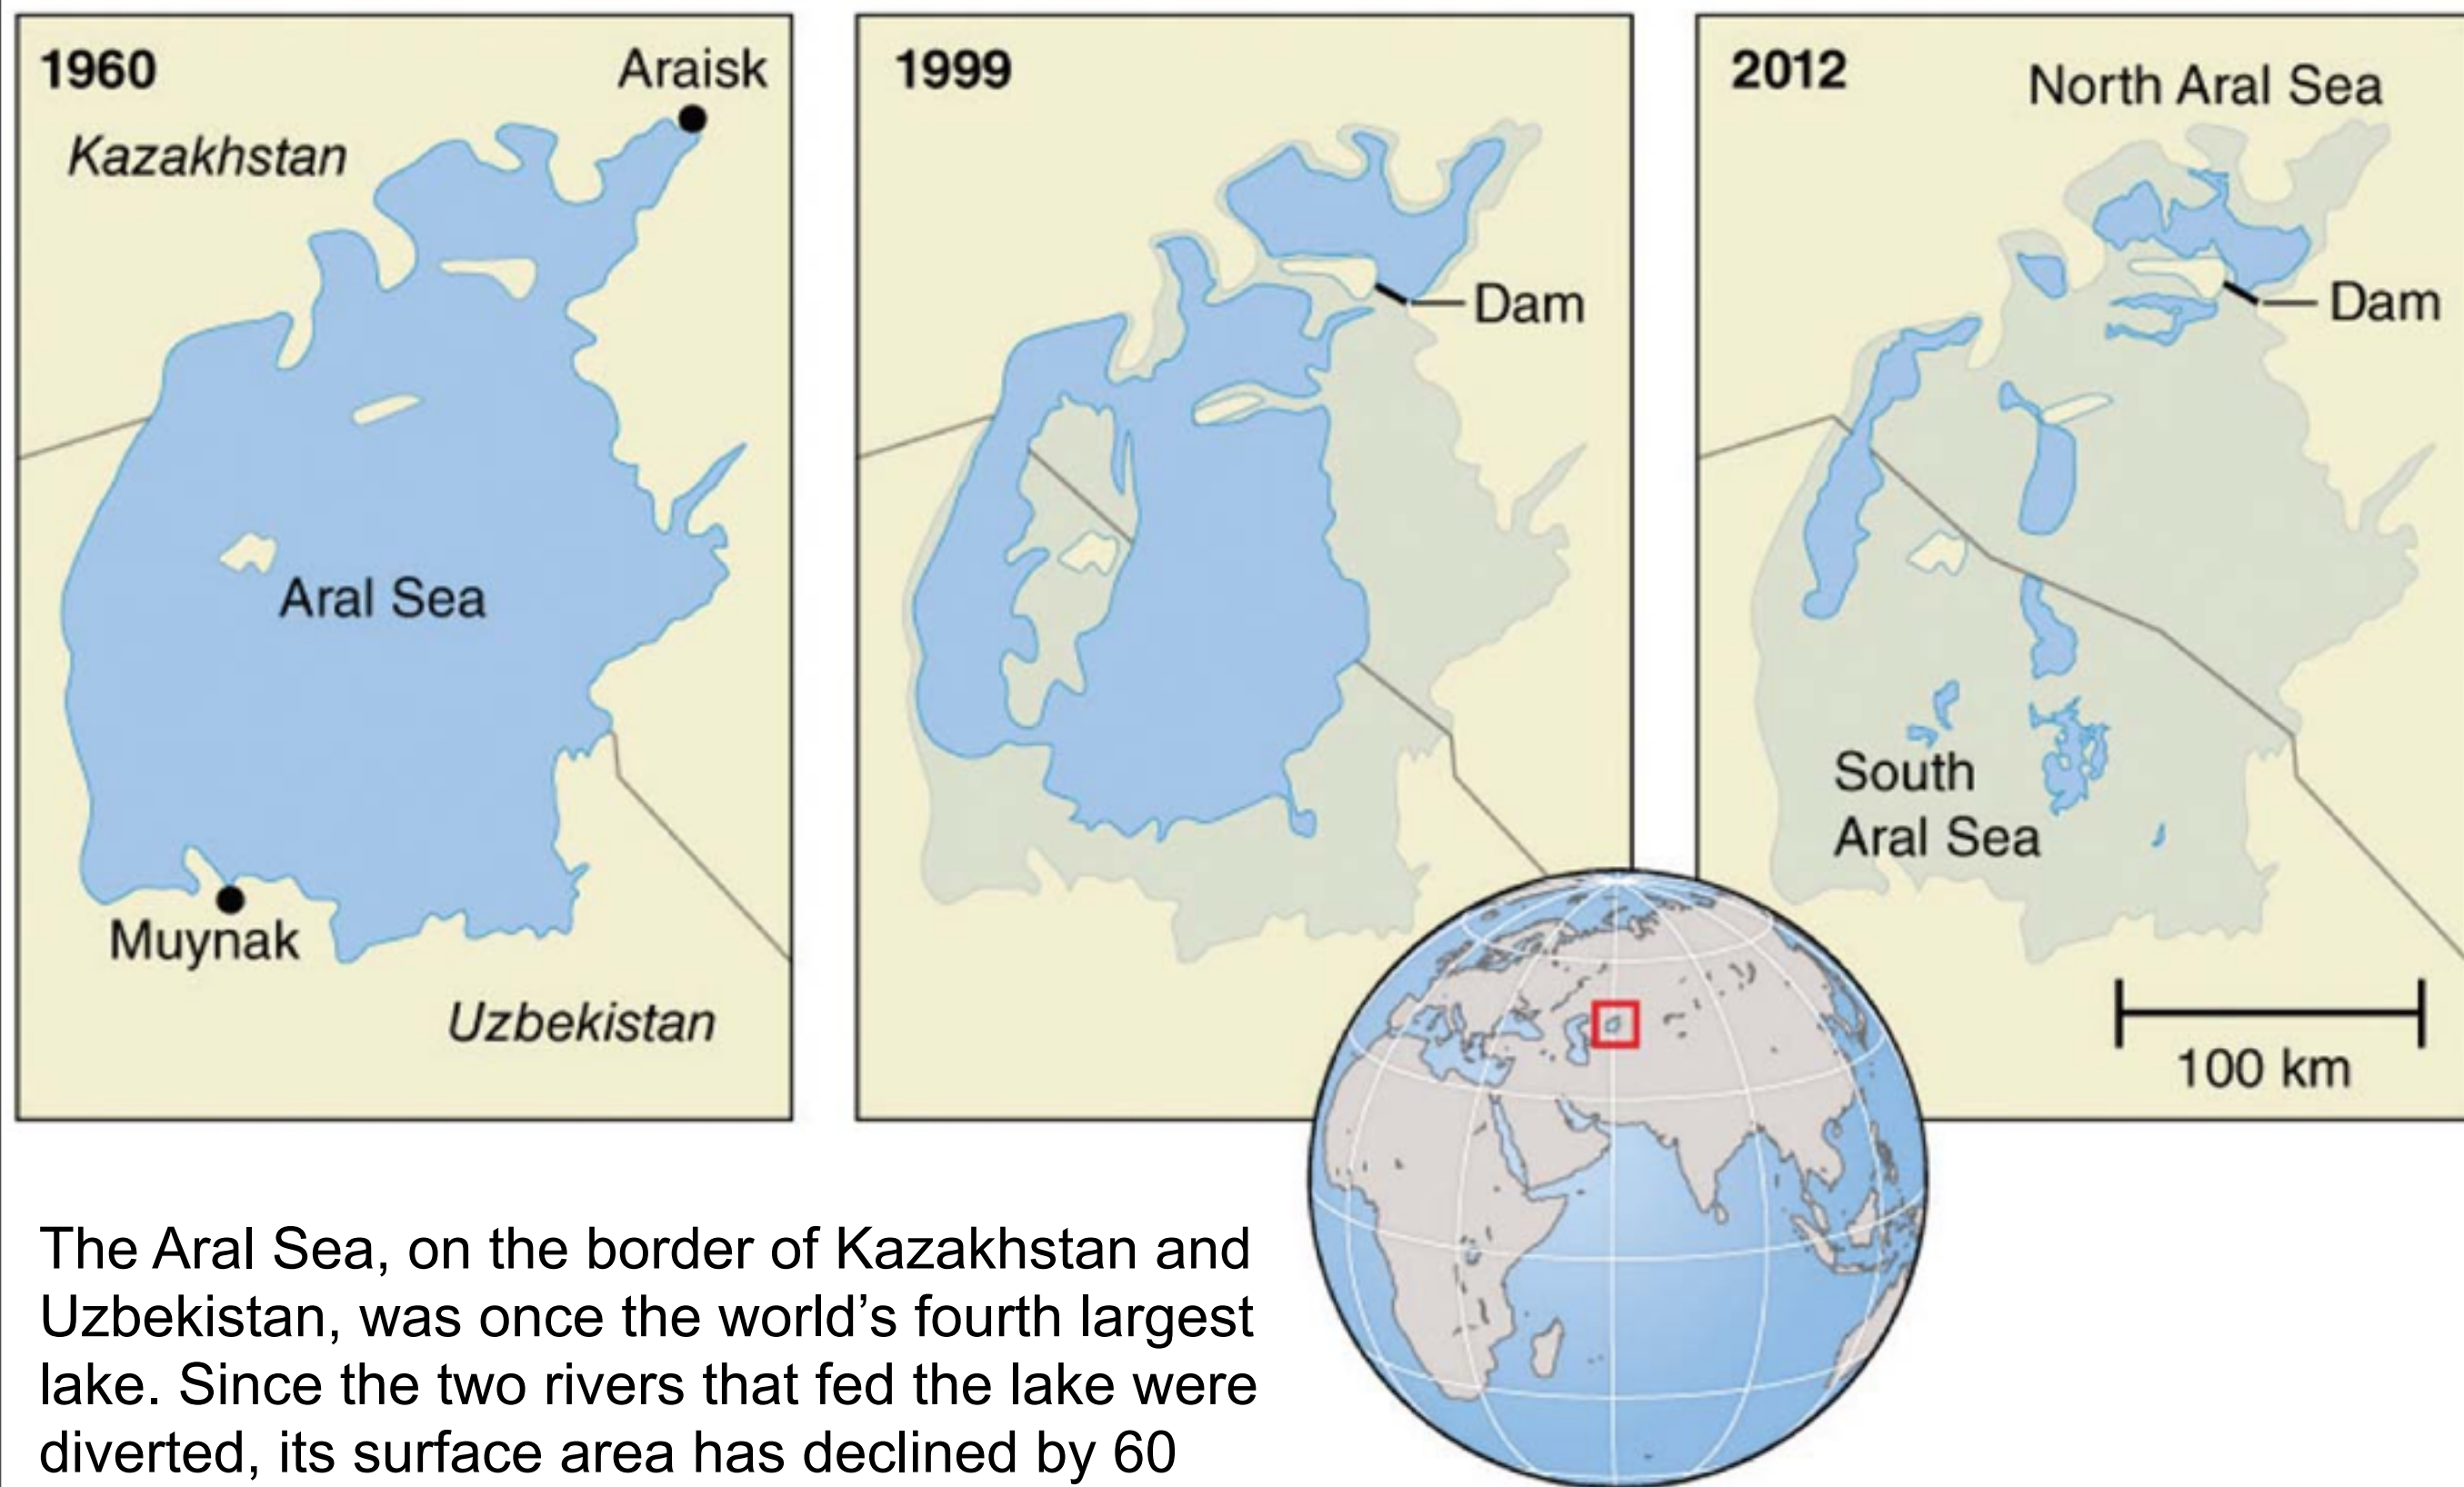 1960
Araisk
Kazakhstan
Aral Sea
Muynak
Uzbekistan
1999
Dam
2012
North Aral Sea
Dam
South
Aral Sea
100 km
The Aral Sea, on the border of Kazakhstan and
Uzbekistan, was once the world’s fourth largest
lake. Since the two rivers that fed the lake were
diverted, its surface area has declined by 60